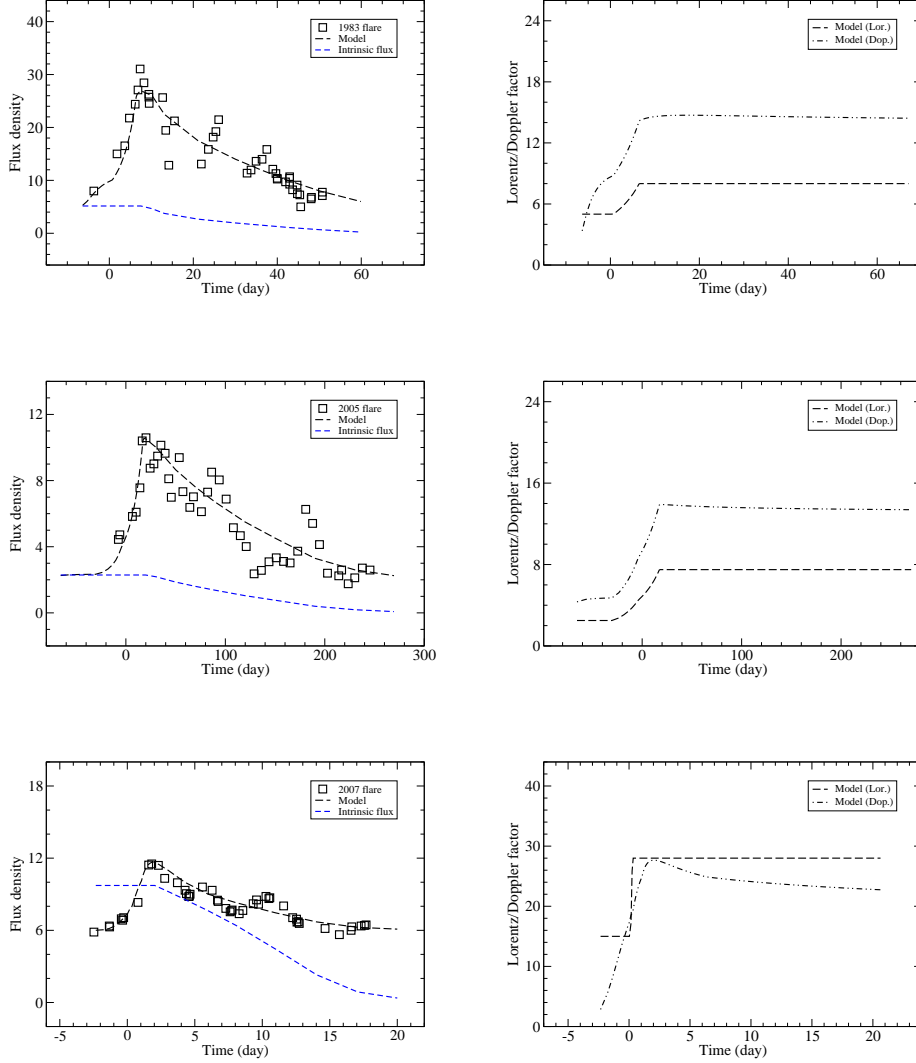 40
30
20
10
0
Flux density
0 20 40 60
Time (day)
1983 flare
Model
Intrinsic flux
24
18
12
6
0
Lorentz/Doppler factor
0 20 40 60
Time (day)
Model (Lor.)
Model (Dop.)
12
8
4
0
Flux density
0 100 200 300
Time (day)
2005 flare
Model
Intrinsic flux
24
16
8
0
Lorentz/Doppler factor
0 100 200
Time (day)
Model (Lor.)
Model (Dop.)
18
12
6
0
Flux density
-5 0 5 10 15 20
Time (day)
2007 flare
Model
Intrinsic flux
40
30
20
10
0
Lorentz/Doppler factor
-5 0 5 10 15 20
Time (day)
Model (Lor.)
Model (Dop.)